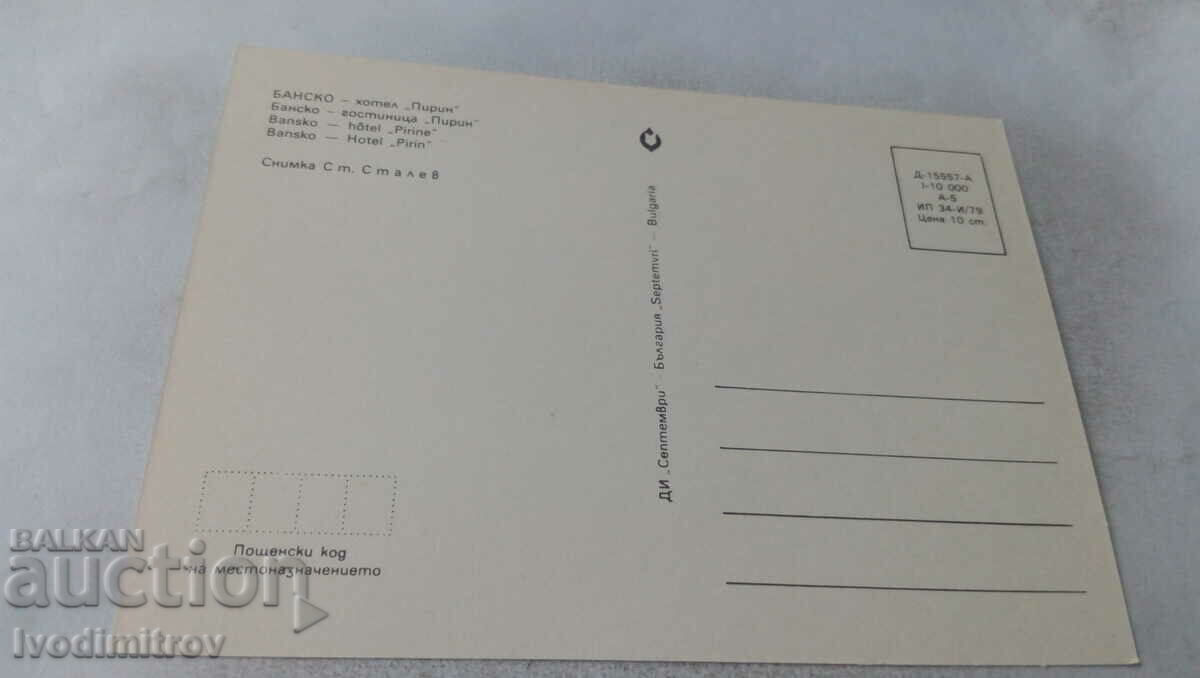 БАНСКО – хотел „Пирин"
Банско – гостиница „Пирин"
Bansko — hôtel „Pirine"
Bansko — Hotel „Pirin"
Снимка Ст. Сталев
ДИ „Септември" – България „Septemvri" – Bulgaria
Д-15557-А
I-10 000
А-5
ИП 34-И/79
Цена 10 ст.
Пощенски код
на местоназначението
BALKAN
auction
Ivodimitrov